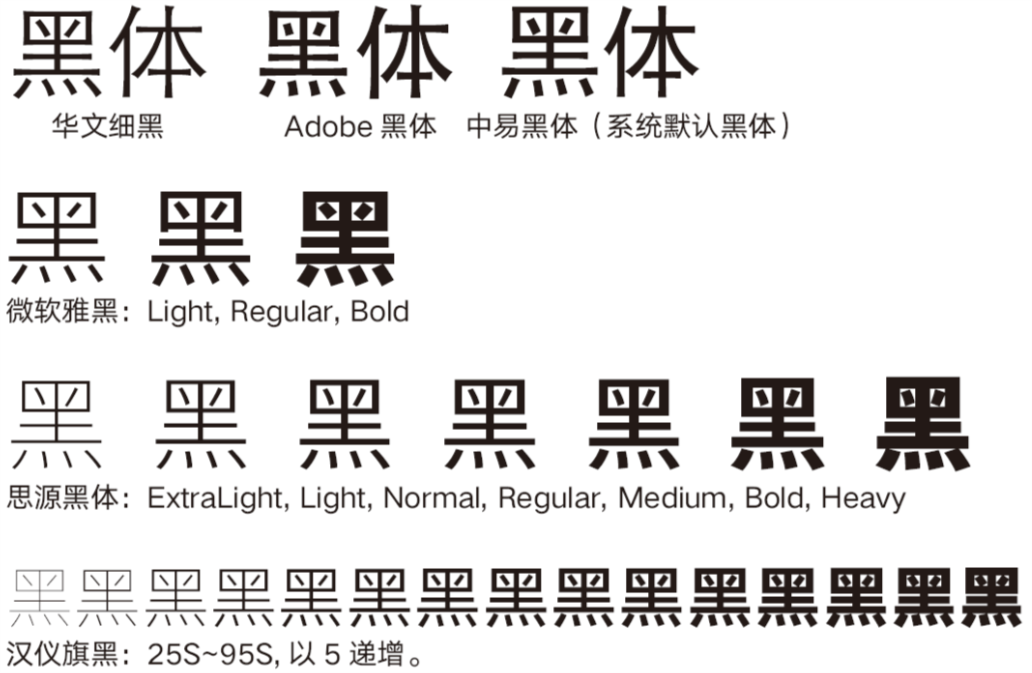 黑体 黑体 黑体
华文细黑 Adobe 黑体 中易黑体（系统默认黑体）
黑 黑 黑
微软雅黑：Light, Regular, Bold
黑 黑 黑 黑 黑 黑 黑
思源黑体：ExtraLight, Light, Normal, Regular, Medium, Bold, Heavy
黑 黑 黑 黑 黑 黑 黑 黑 黑 黑 黑 黑 黑 黑 黑
汉仪旗黑：25S~95S, 以 5 递增。